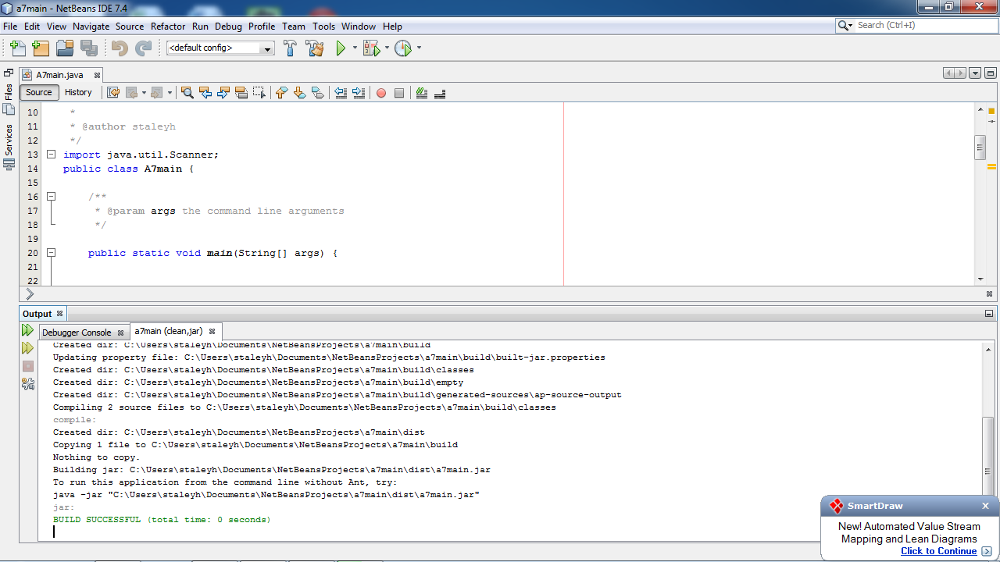 a7main - NetBeans IDE 7.4
File Edit View Navigate Source Refactor Run Debug Profile Team Tools Window Help
Search (Ctrl+I)
<default config>
Files
Services
A7main.java
Source History
10 *
11 * @author staleyh
12 */
13 import java.util.Scanner;
14 public class A7main {
15
16 /**
17 * @param args the command line arguments
18 */
19
20 public static void main(String[] args) {
21
22
Output
Debugger Console
a7main (clean,jar)
Created dir: C:\Users\staleyh\Documents\NetBeansProjects\a7main\build
Updating property file: C:\Users\staleyh\Documents\NetBeansProjects\a7main\build\built-jar.properties
Created dir: C:\Users\staleyh\Documents\NetBeansProjects\a7main\build\classes
Created dir: C:\Users\staleyh\Documents\NetBeansProjects\a7main\build\empty
Created dir: C:\Users\staleyh\Documents\NetBeansProjects\a7main\build\generated-sources\ap-source-output
Compiling 2 source files to C:\Users\staleyh\Documents\NetBeansProjects\a7main\build\classes
compile:
Created dir: C:\Users\staleyh\Documents\NetBeansProjects\a7main\dist
Copying 1 file to C:\Users\staleyh\Documents\NetBeansProjects\a7main\build
Nothing to copy.
Building jar: C:\Users\staleyh\Documents\NetBeansProjects\a7main\dist\a7main.jar
To run this application from the command line without Ant, try:
java -jar "C:\Users\staleyh\Documents\NetBeansProjects\a7main\dist\a7main.jar"
jar:
BUILD SUCCESSFUL (total time: 0 seconds)
SmartDraw X
New! Automated Value Stream
Mapping and Lean Diagrams
Click to Continue